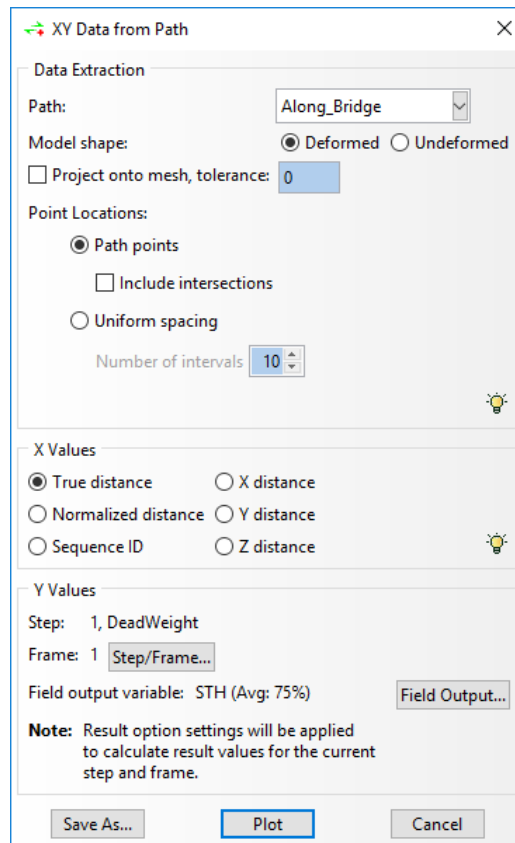 XY Data from Path
Data Extraction
Path: Along_Bridge
Model shape: Deformed Undeformed
Project onto mesh, tolerance: 0
Point Locations:
Path points
Include intersections
Uniform spacing
Number of intervals 10
X Values
True distance X distance
Normalized distance Y distance
Sequence ID Z distance
Y Values
Step: 1, DeadWeight
Frame: 1 Step/Frame...
Field output variable: STH (Avg: 75%) Field Output...
Note: Result option settings will be applied
to calculate result values for the current
step and frame.
Save As... Plot Cancel